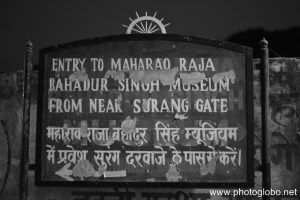 ENTRY TO MAHARAO RAJA
BAHADUR SINGH MUSEUM
FROM NEAR SURANG GATE
महाराव राजा बहादुर सिंह म्यूजियम
में प्रवेश सुरंग दरवाजे के पास से करें।
www.photoglobo.net